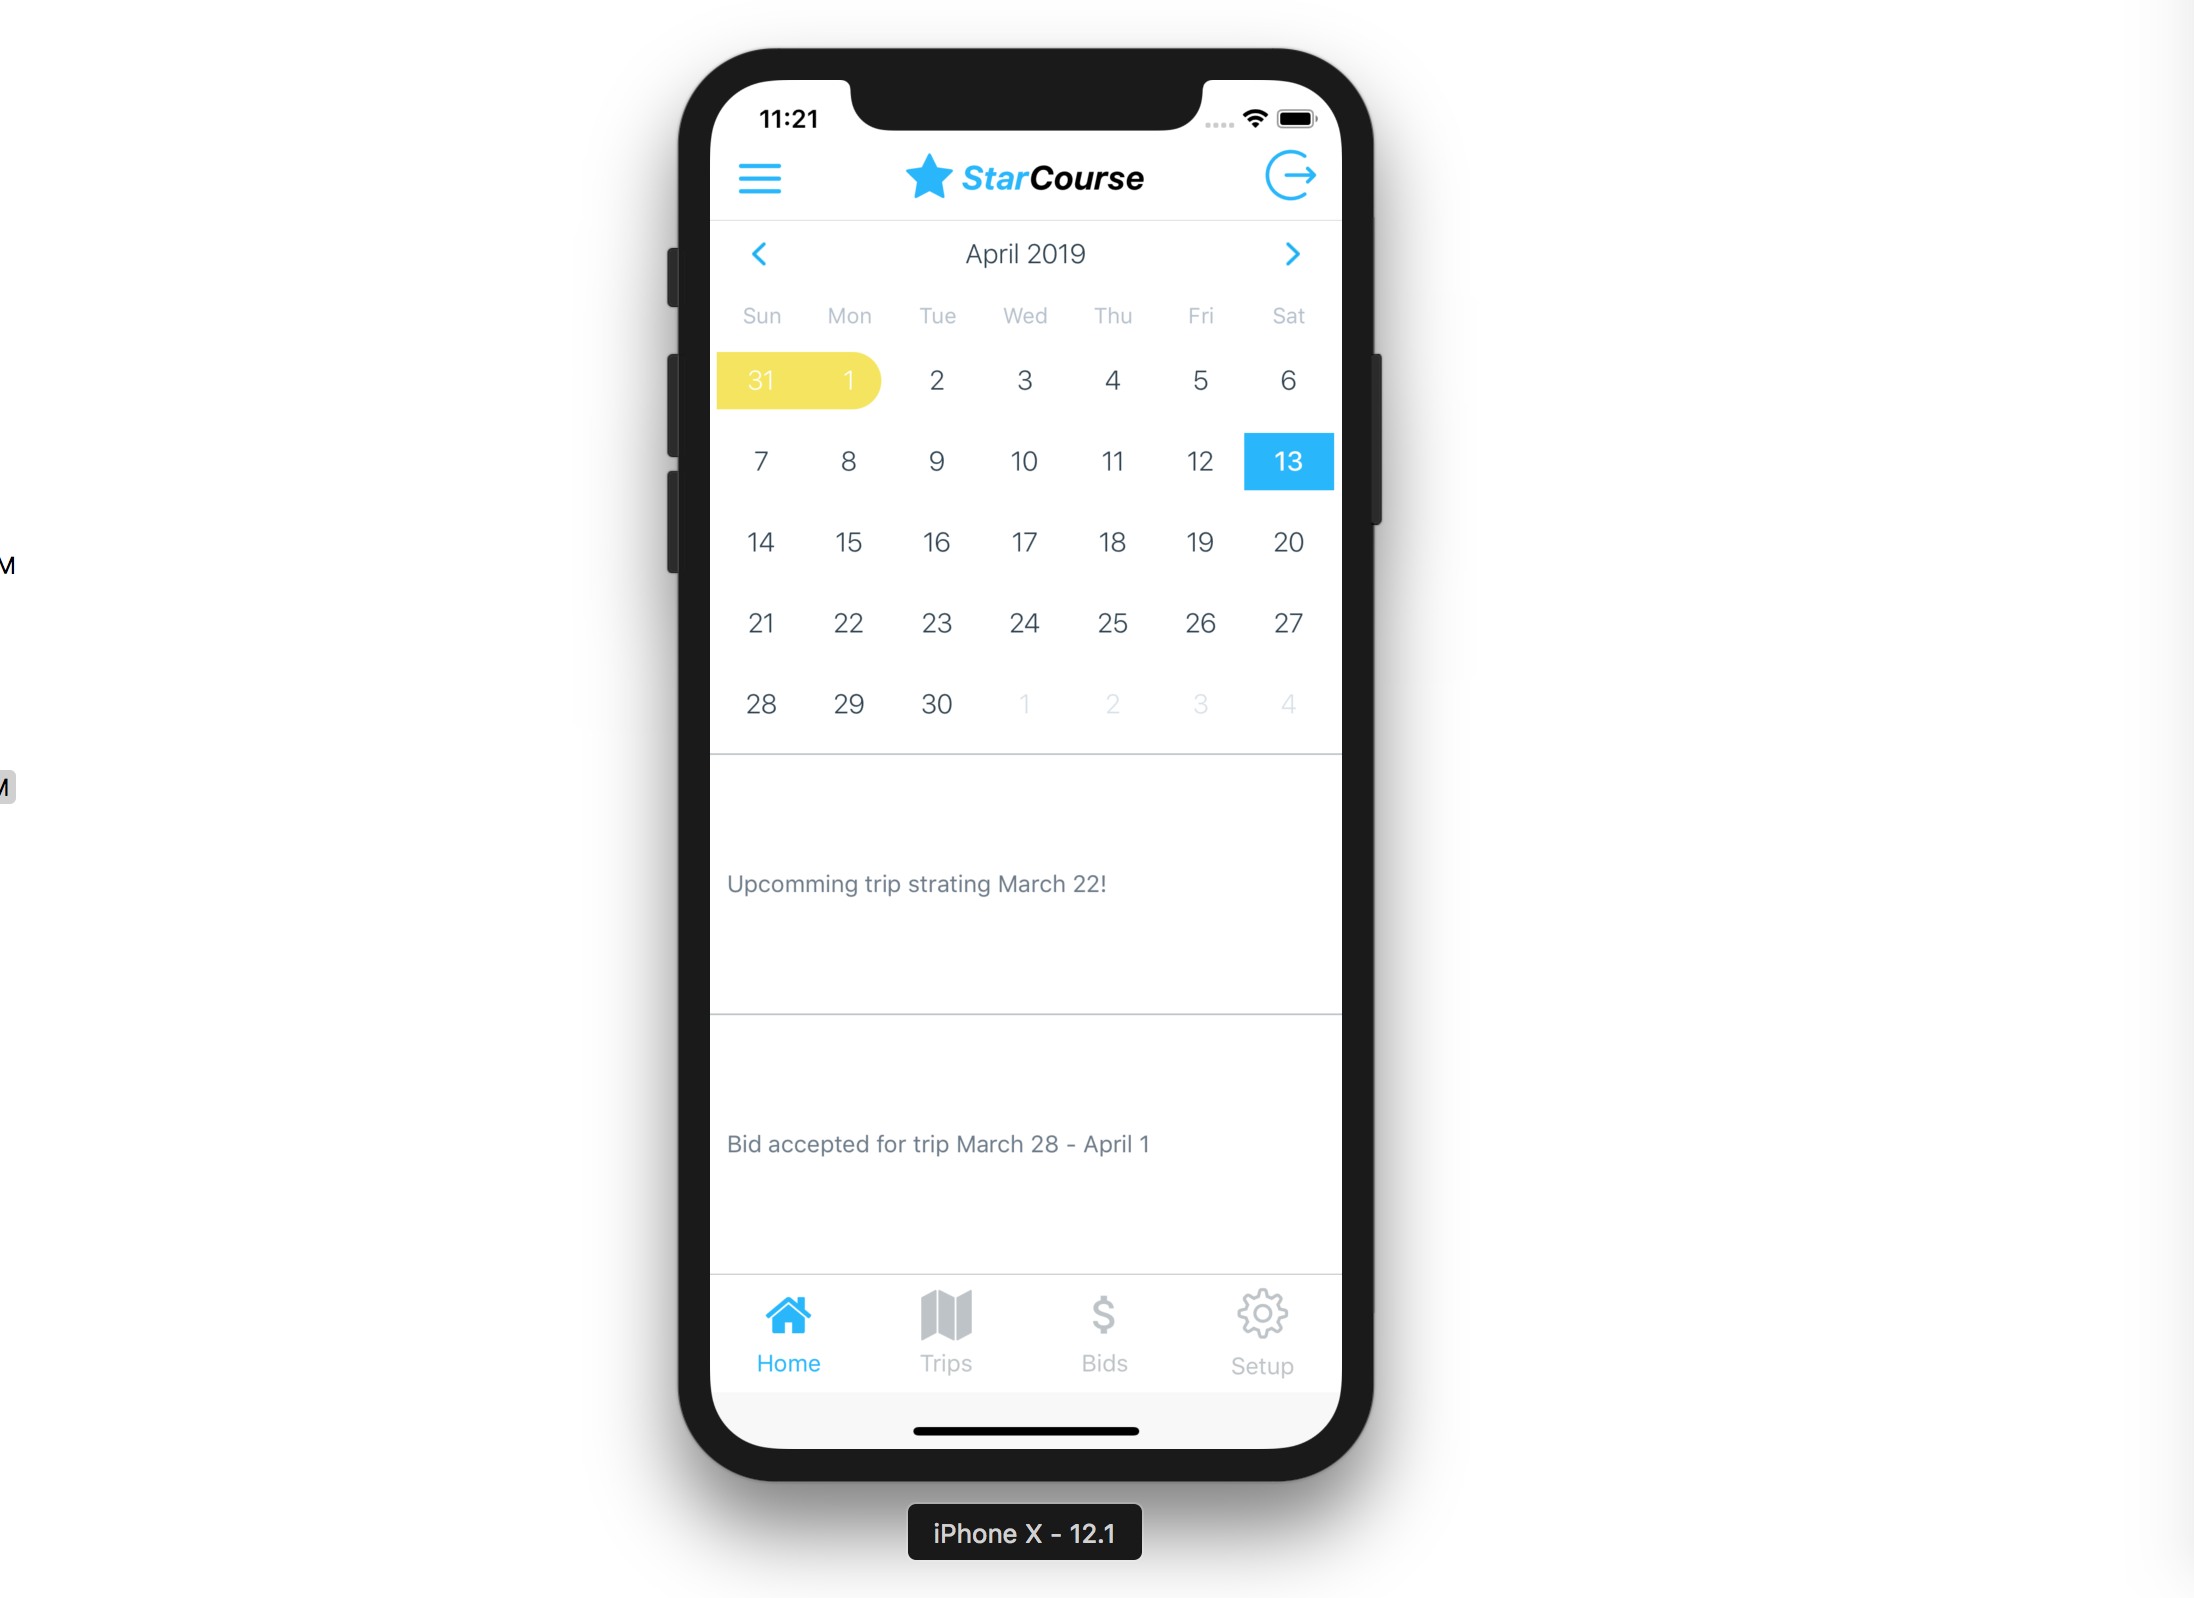 11:21
StarCourse
April 2019
Sun Mon Tue Wed Thu Fri Sat
31 1 2 3 4 5 6
7 8 9 10 11 12 13
14 15 16 17 18 19 20
21 22 23 24 25 26 27
28 29 30 1 2 3 4
M
M
Upcomming trip strating March 22!
Bid accepted for trip March 28 - April 1
Home Trips Bids Setup
iPhone X - 12.1